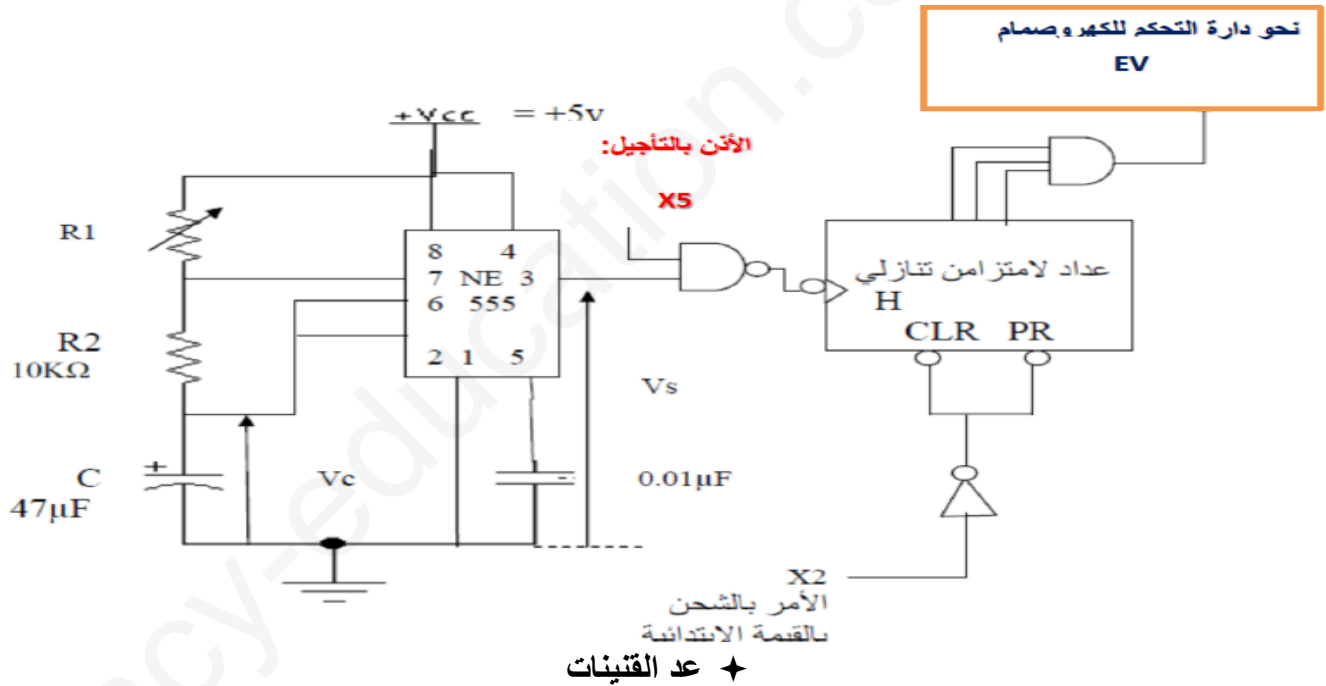 نحو دارة التحكم للكهروصمام
EV
+Vcc = +5v
الأذن بالتأجيل:
X5
R1
8 4
7 NE 3
6 555
2 1 5
عداد لامتزامن تنازلي
H
CLR PR
R2
10KΩ
Vs
C
47µF
+
Vc
0.01µF
X2
الأمر بالشحن
بالقيمة الابتدائية
عد القنينات
cy-education.c